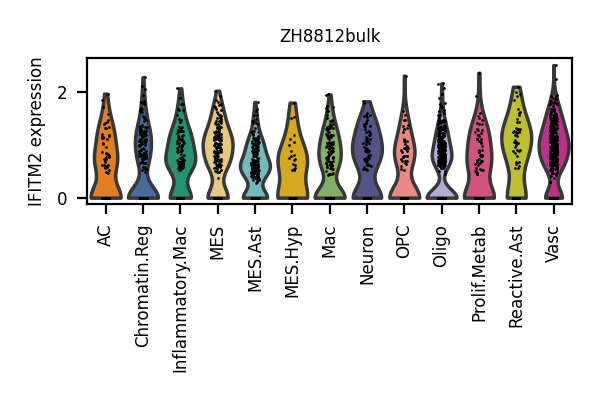 ZH8812bulk
IFITM2 expression
2
0
AC
Chromatin.Reg
Inflammatory.Mac
MES
MES.Ast
MES.Hyp
Mac
Neuron
OPC
Oligo
Prolif.Metab
Reactive.Ast
Vasc